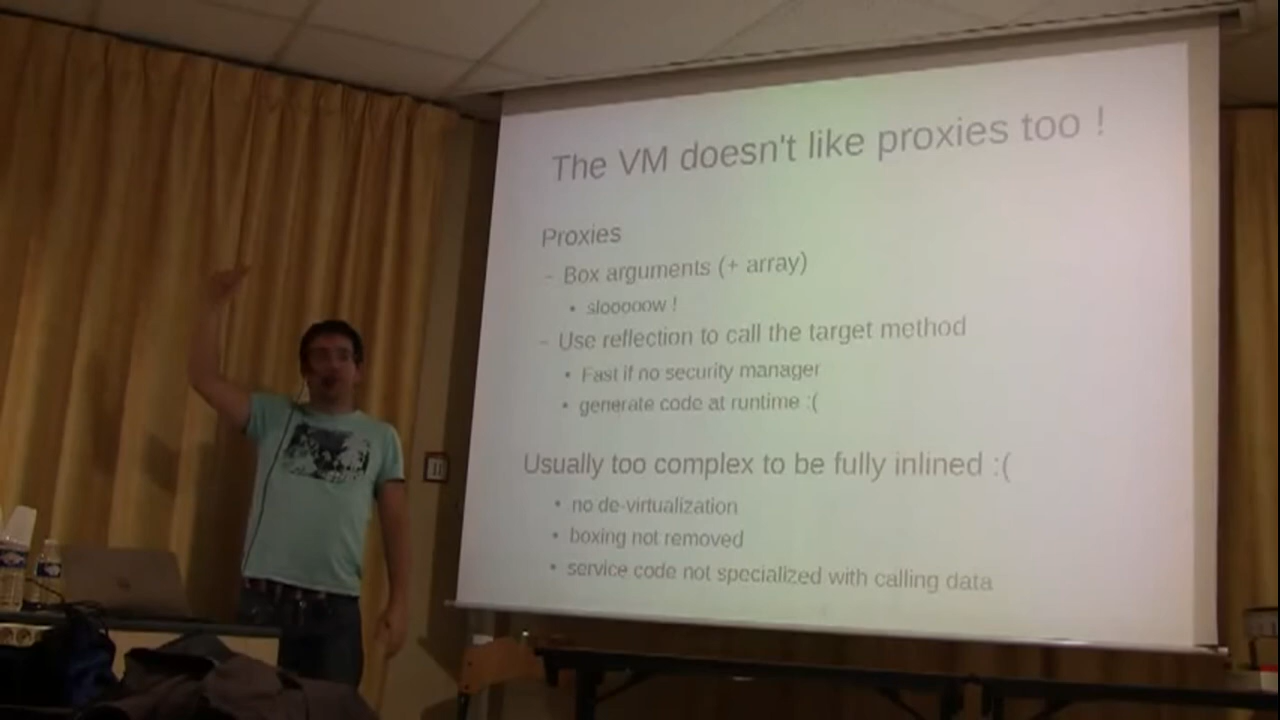 The VM doesn't like proxies too !
Proxies
– Box arguments (+ array)
• slooooow !
– Use reflection to call the target method
• Fast if no security manager
• generate code at runtime :(
Usually too complex to be fully inlined :(
• no de-virtualization
• boxing not removed
• service code not specialized with calling data